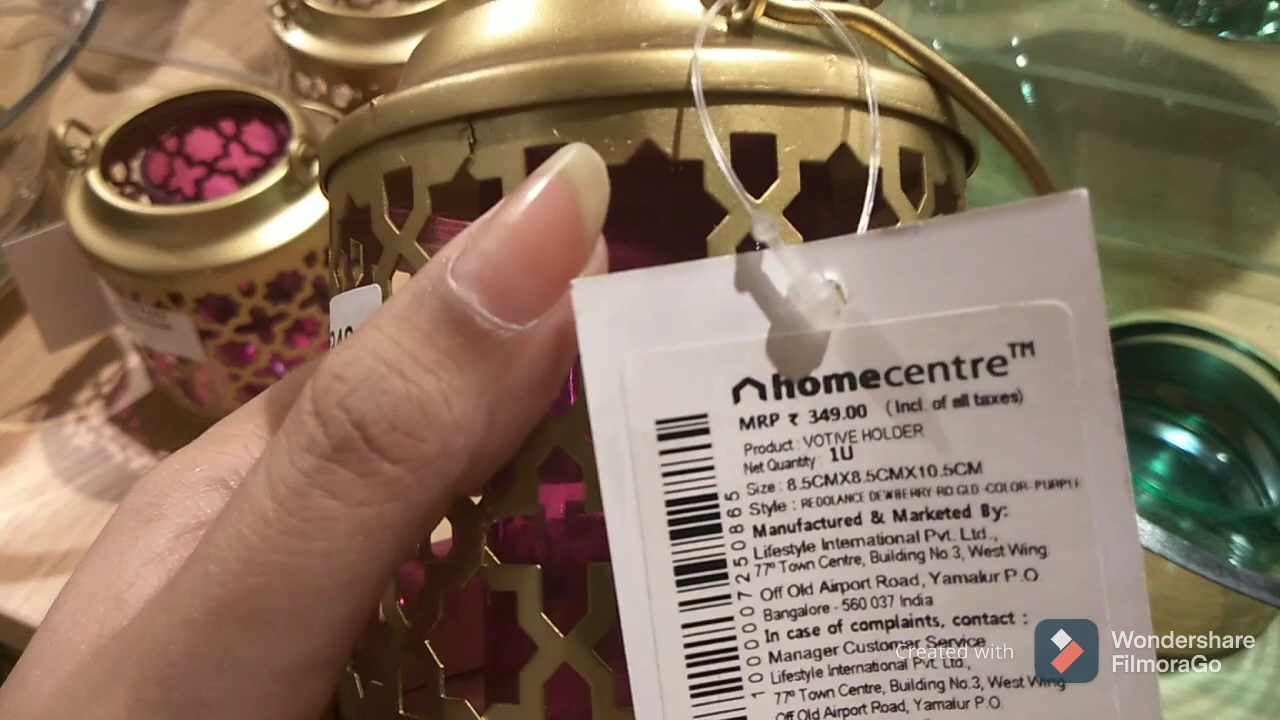 homecentre™
MRP ₹ 349.00 (Incl. of all taxes)
Product : VOTIVE HOLDER
Net Quantity : 1U
Size : 8.5CMX8.5CMX10.5CM
Style : REDOLANCE DEWBERRY RD GLD -COLOR- PURPLE
Manufactured & Marketed By:
Lifestyle International Pvt. Ltd.,
77º Town Centre, Building No.3, West Wing
Off Old Airport Road, Yamalur P.O
Bangalore - 560 037 India
In case of complaints, contact :
Manager Customer Service
Lifestyle International Pvt. Ltd.,
77º Town Centre, Building No.3, West Wing
Off Old Airport Road, Yamalur P.O.
1000007250865
Created with
Wondershare
FilmoraGo